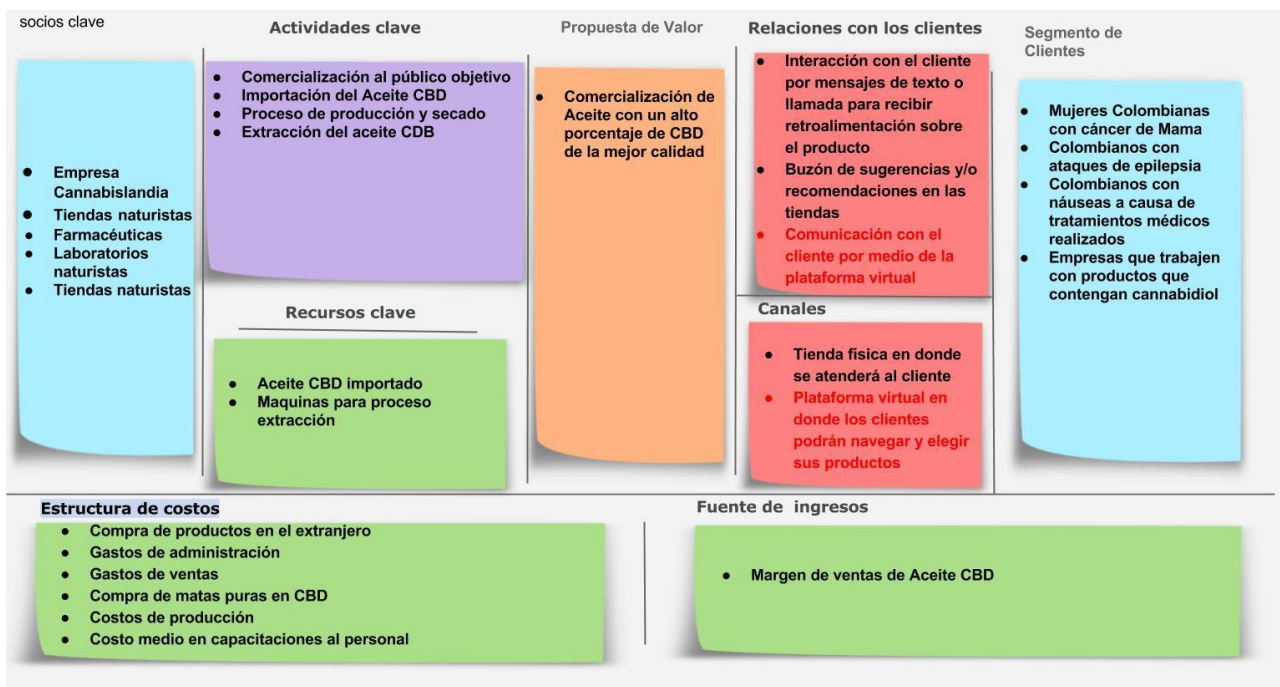 socios clave
● Empresa
Cannabislandia
● Tiendas naturistas
● Farmacéuticas
● Laboratorios
naturistas
● Tiendas naturistas
Actividades clave
● Comercialización al público objetivo
● Importación del Aceite CBD
● Proceso de producción y secado
● Extracción del aceite CDB
Recursos clave
● Aceite CBD importado
● Maquinas para proceso
extracción
Propuesta de Valor
● Comercialización de
Aceite con un alto
porcentaje de CBD
de la mejor calidad
Relaciones con los clientes
● Interacción con el cliente
por mensajes de texto o
llamada para recibir
retroalimentación sobre
el producto
● Buzón de sugerencias y/o
recomendaciones en las
tiendas
● Comunicación con el
cliente por medio de la
plataforma virtual
Canales
● Tienda física en donde
se atenderá al cliente
● Plataforma virtual en
donde los clientes
podrán navegar y elegir
sus productos
Segmento de
Clientes
● Mujeres Colombianas
con cáncer de Mama
● Colombianos con
ataques de epilepsia
● Colombianos con
náuseas a causa de
tratamientos médicos
realizados
● Empresas que trabajen
con productos que
contengan cannabidiol
Estructura de costos
● Compra de productos en el extranjero
● Gastos de administración
● Gastos de ventas
● Compra de matas puras en CBD
● Costos de producción
● Costo medio en capacitaciones al personal
Fuente de ingresos
● Margen de ventas de Aceite CBD